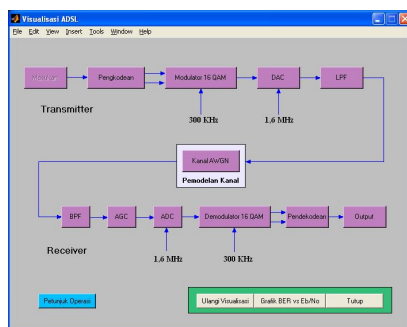 Visualisasi ADSL
File Edit View Insert Tools Window Help
Masukan Pengkodean Modulator 16 QAM DAC LPF
Transmitter
300 KHz 1,6 MHz
Kanal AWGN
Pemodelan Kanal
BPF AGC ADC Demodulator 16 QAM Pendekodean Output
Receiver
1,6 MHz 300 KHz
Petunjuk Operasi Ulangi Visualisasi Grafik BER vs Eb/No Tutup